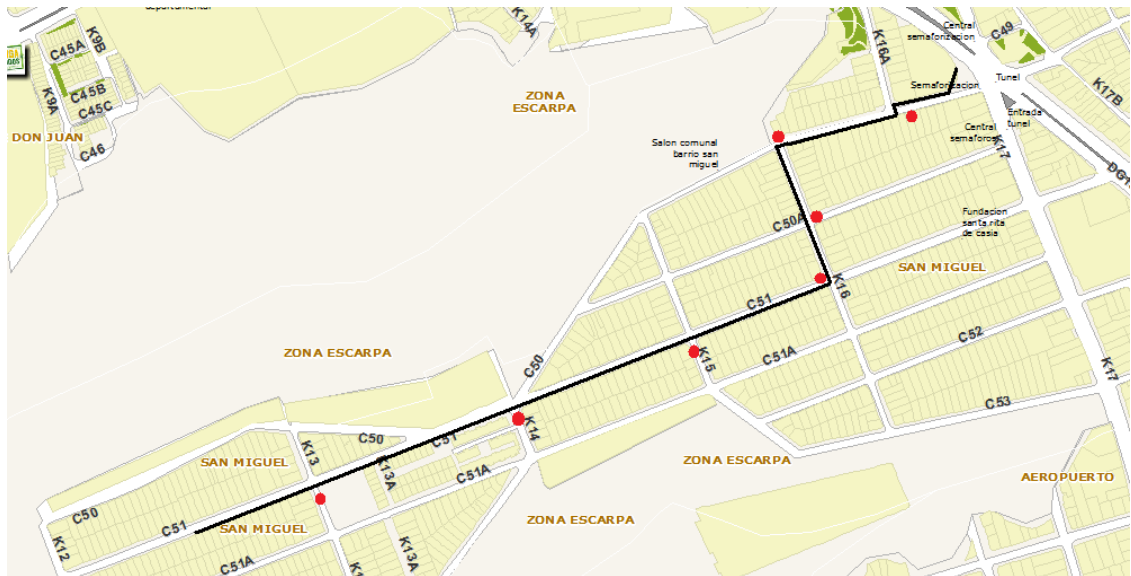 departamental
K14A
Central
semaforizacion
C49
K9B
C45A
K16A
C45B
K9A
C45C
ZONA
ESCARPA
Semaforizacion
Tunel
K17B
DON JUAN
C46
Salon comunal
barrio san
miguel
Central
semaforos
Entrada
tunel
K17
C50A
Fundacion
santa rita
de casia
SAN MIGUEL
K16
C51
C52
C51A
ZONA ESCARPA
C50
K15
K17
C53
K14
C51
C50
K13
SAN MIGUEL
K13A
C51A
ZONA ESCARPA
AEROPUERTO
C50
C51
SAN MIGUEL
ZONA ESCARPA
K12
C51A
K13A